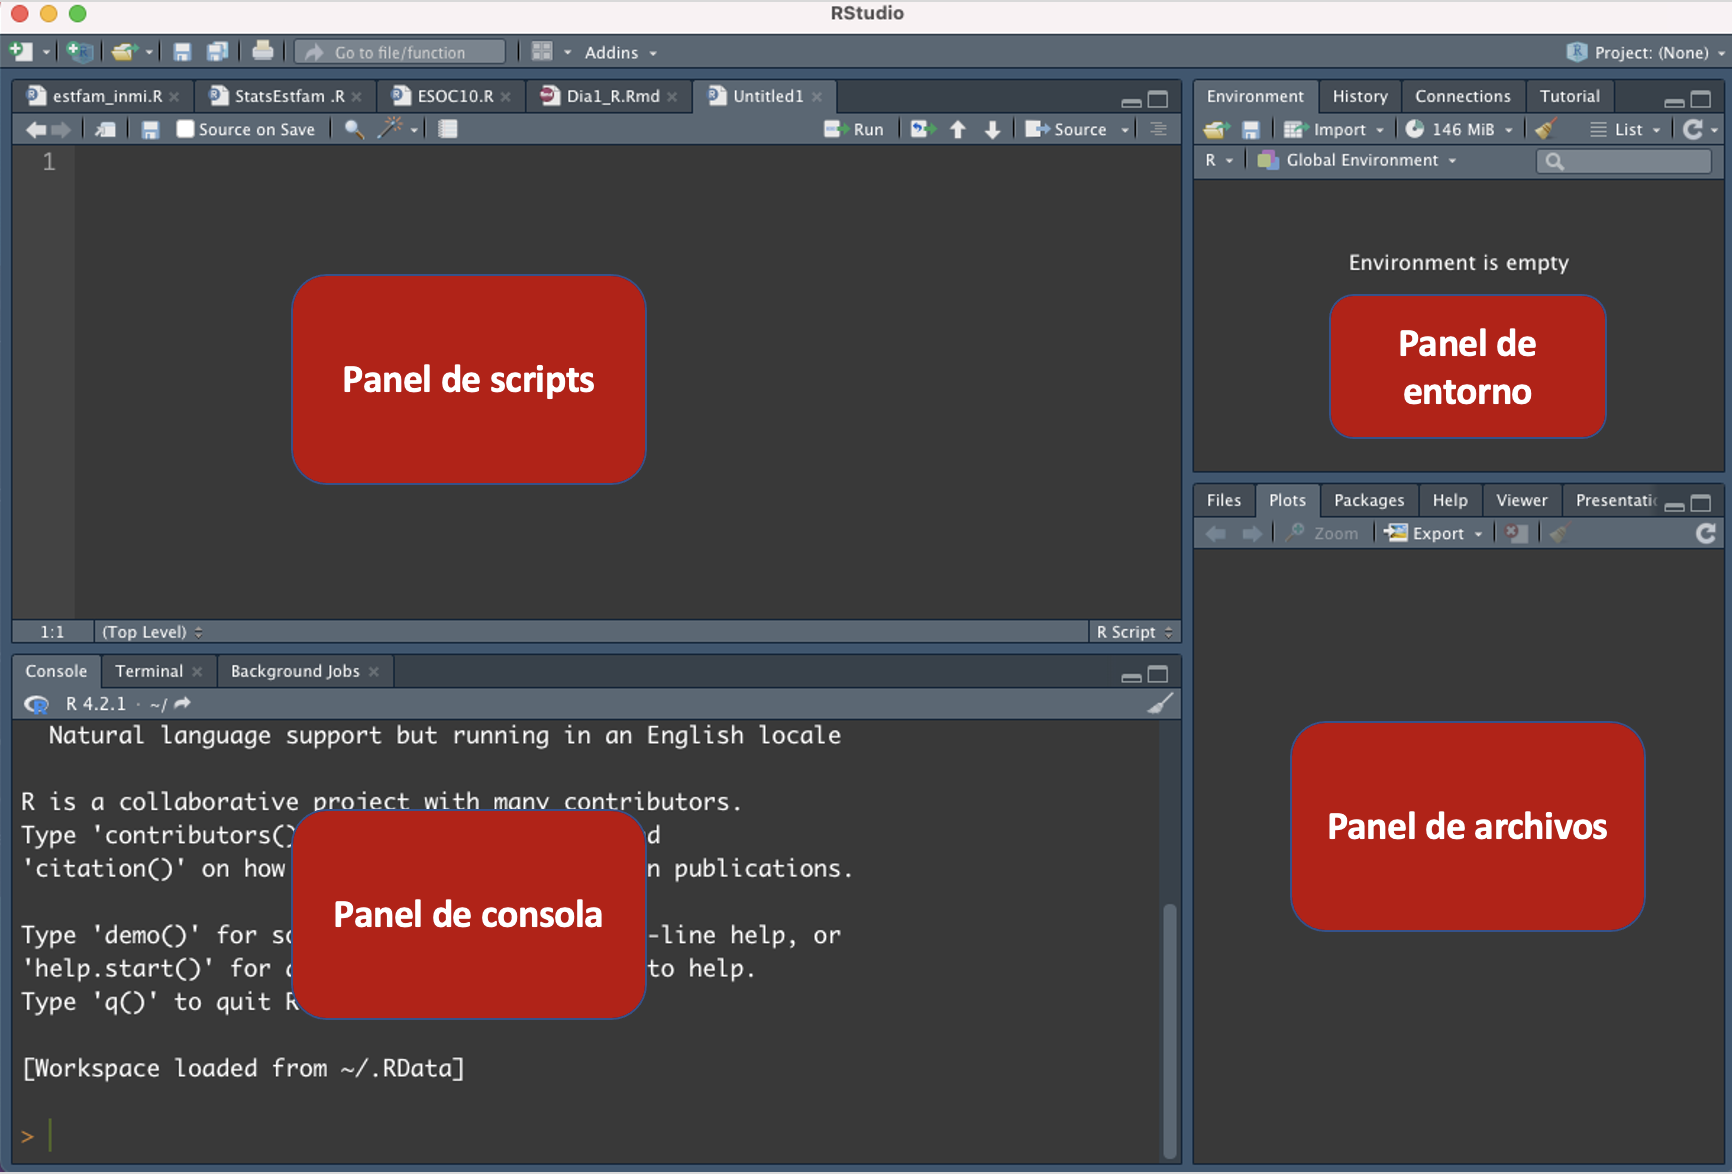 RStudio
Go to file/function Addins Project: (None)
estfam_inmi.R StatsEstfam .R ESOC10.R Dia1_R.Rmd Untitled1
Source on Save Run Source
1
Panel de scripts
1:1 (Top Level) R Script
Environment History Connections Tutorial
Import 146 MiB List
R Global Environment
Environment is empty
Panel de
entorno
Console Terminal Background Jobs
R 4.2.1 · ~/
Natural language support but running in an English locale
R is a collaborative project with many contributors.
Type 'contributors() d
'citation()' on how n publications.
Type 'demo()' for so -line help, or
'help.start()' for to help.
Type 'q()' to quit R
Panel de consola
[Workspace loaded from ~/.RData]
>
Files Plots Packages Help Viewer Presentatic
Zoom Export
Panel de archivos